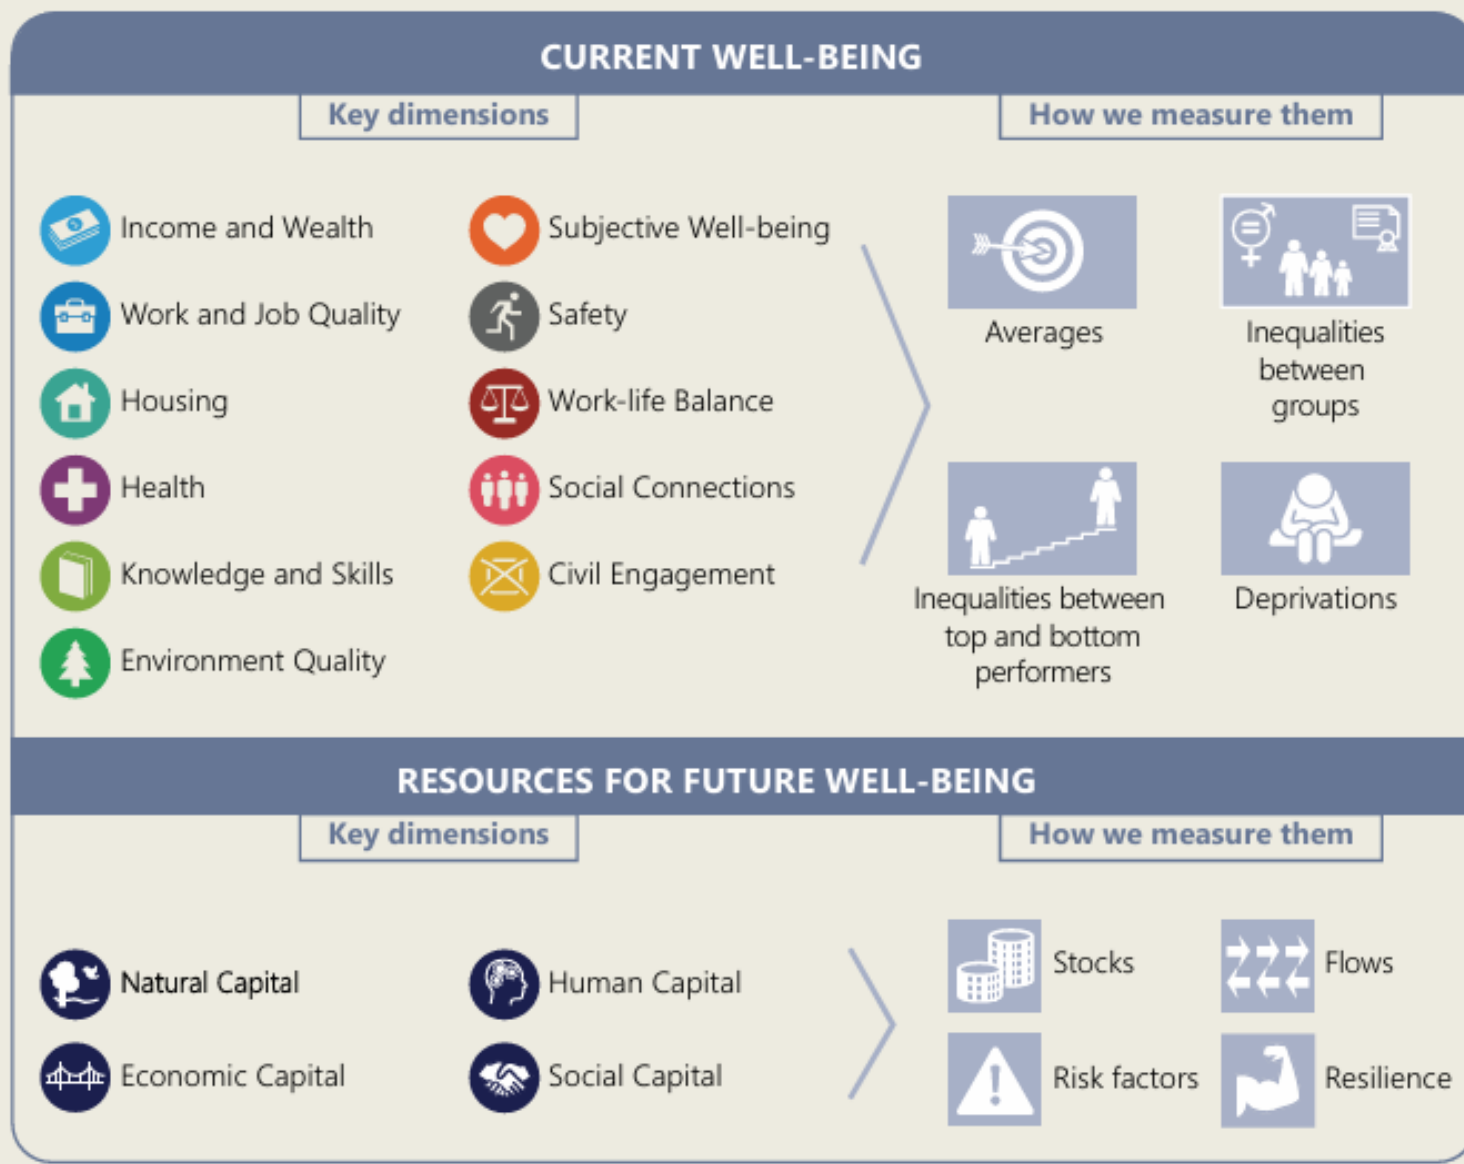 CURRENT WELL-BEING
Key dimensions
How we measure them
Income and Wealth
Work and Job Quality
Housing
Health
Knowledge and Skills
Environment Quality
Subjective Well-being
Safety
Work-life Balance
Social Connections
Civil Engagement
Averages
Inequalities
between
groups
Inequalities between
top and bottom
performers
Deprivations
RESOURCES FOR FUTURE WELL-BEING
Key dimensions
How we measure them
Natural Capital
Economic Capital
Human Capital
Social Capital
Stocks
Flows
Risk factors
Resilience